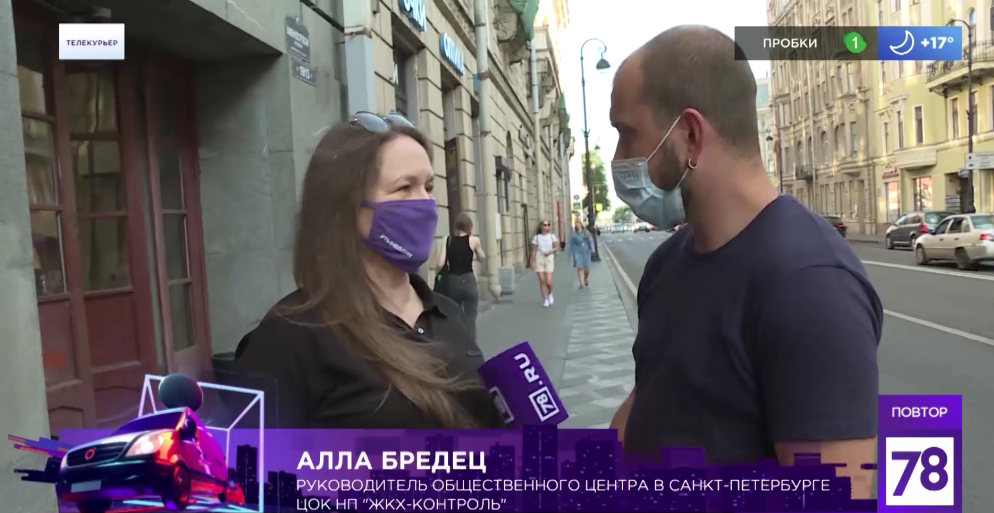 ТЕЛЕКУРЬЕР
ПРОБКИ 1 +17°
78.RU
ПОВТОР
78
АЛЛА БРЕДЕЦ
РУКОВОДИТЕЛЬ ОБЩЕСТВЕННОГО ЦЕНТРА В САНКТ-ПЕТЕРБУРГЕ
ЦОК НП "ЖКХ-КОНТРОЛЬ"